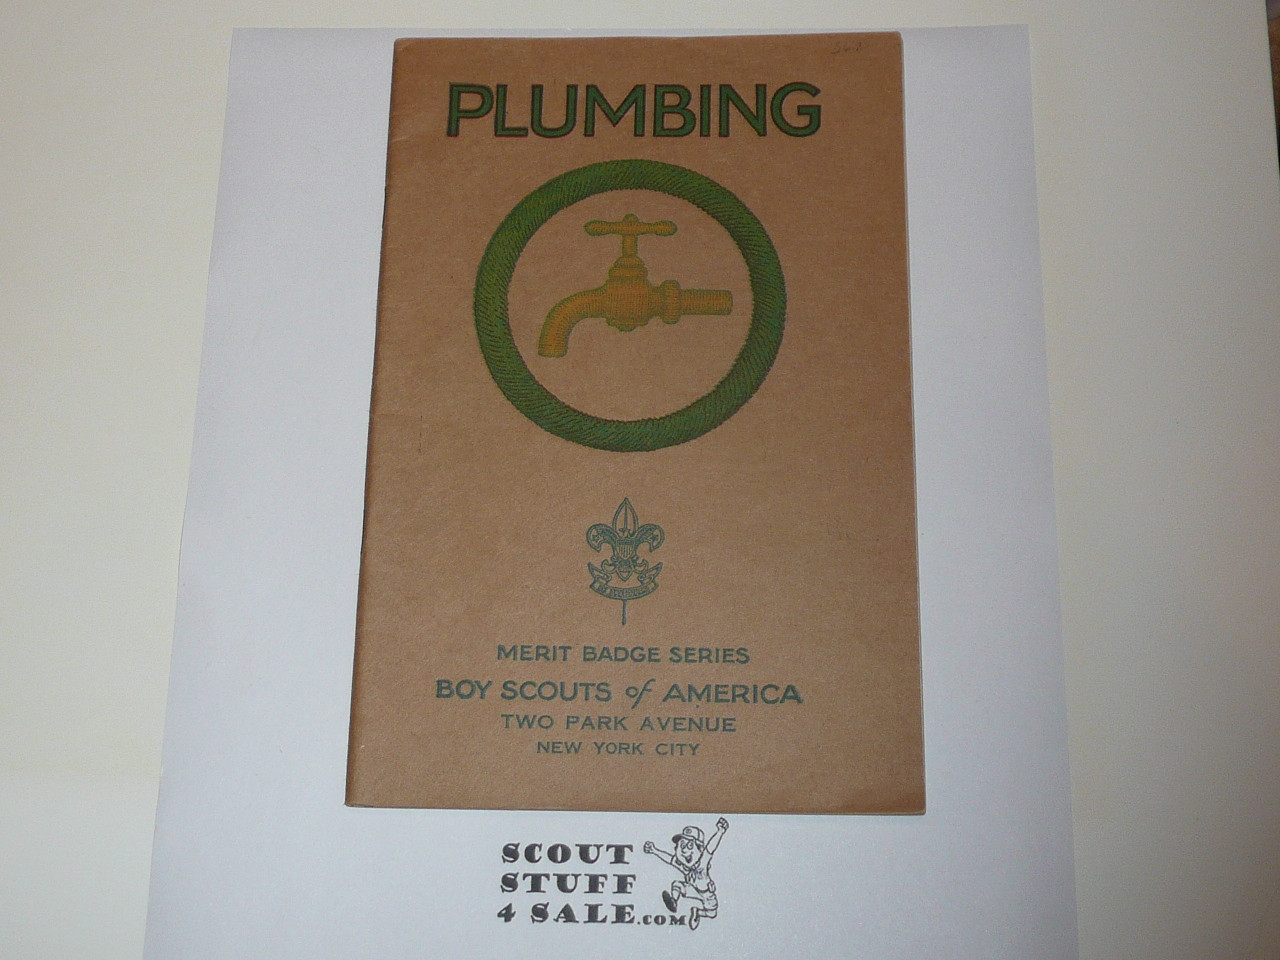 PLUMBING
MERIT BADGE SERIES
BOY SCOUTS of AMERICA
TWO PARK AVENUE
NEW YORK CITY
SCOUT
STUFF
4 SALE.COM